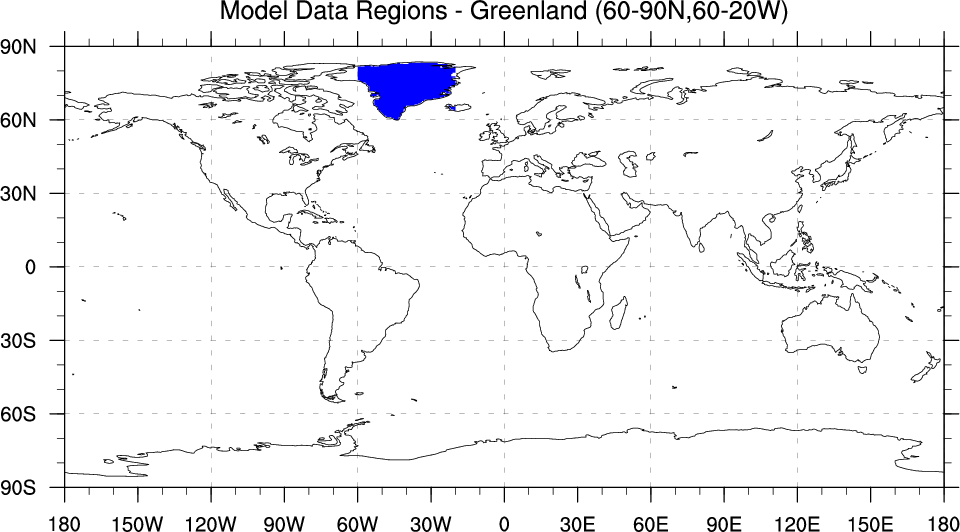 Model Data Regions - Greenland (60-90N,60-20W)
90N
60N
30N
0
30S
60S
90S
180 150W 120W 90W 60W 30W 0 30E 60E 90E 120E 150E 180